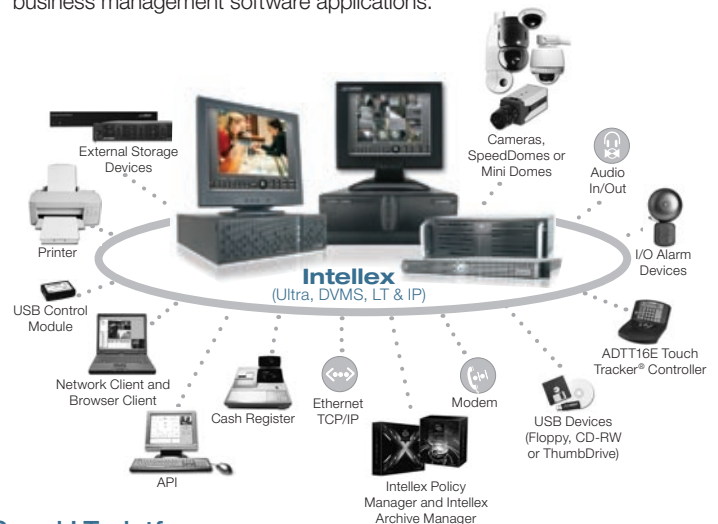 business management software applications.
External Storage
Devices
Cameras,
SpeedDomes or
Mini Domes
Audio
In/Out
Printer
I/O Alarm
Devices
Intellex
(Ultra, DVMS, LT & IP)
USB Control
Module
ADTT16E Touch
Tracker® Controller
Network Client and
Browser Client
Cash Register
Ethernet
TCP/IP
Modem
USB Devices
(Floppy, CD-RW
or ThumbDrive)
API
Intellex Policy
Manager and Intellex
Archive Manager